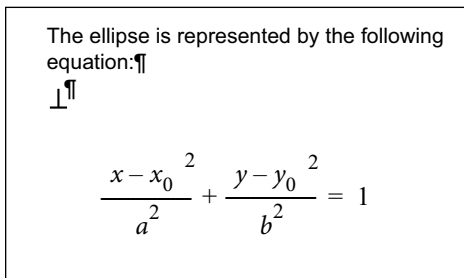 The ellipse is represented by the following
equation:¶
⊥¶
x – x₀ ² / a² + y – y₀ ² / b² = 1